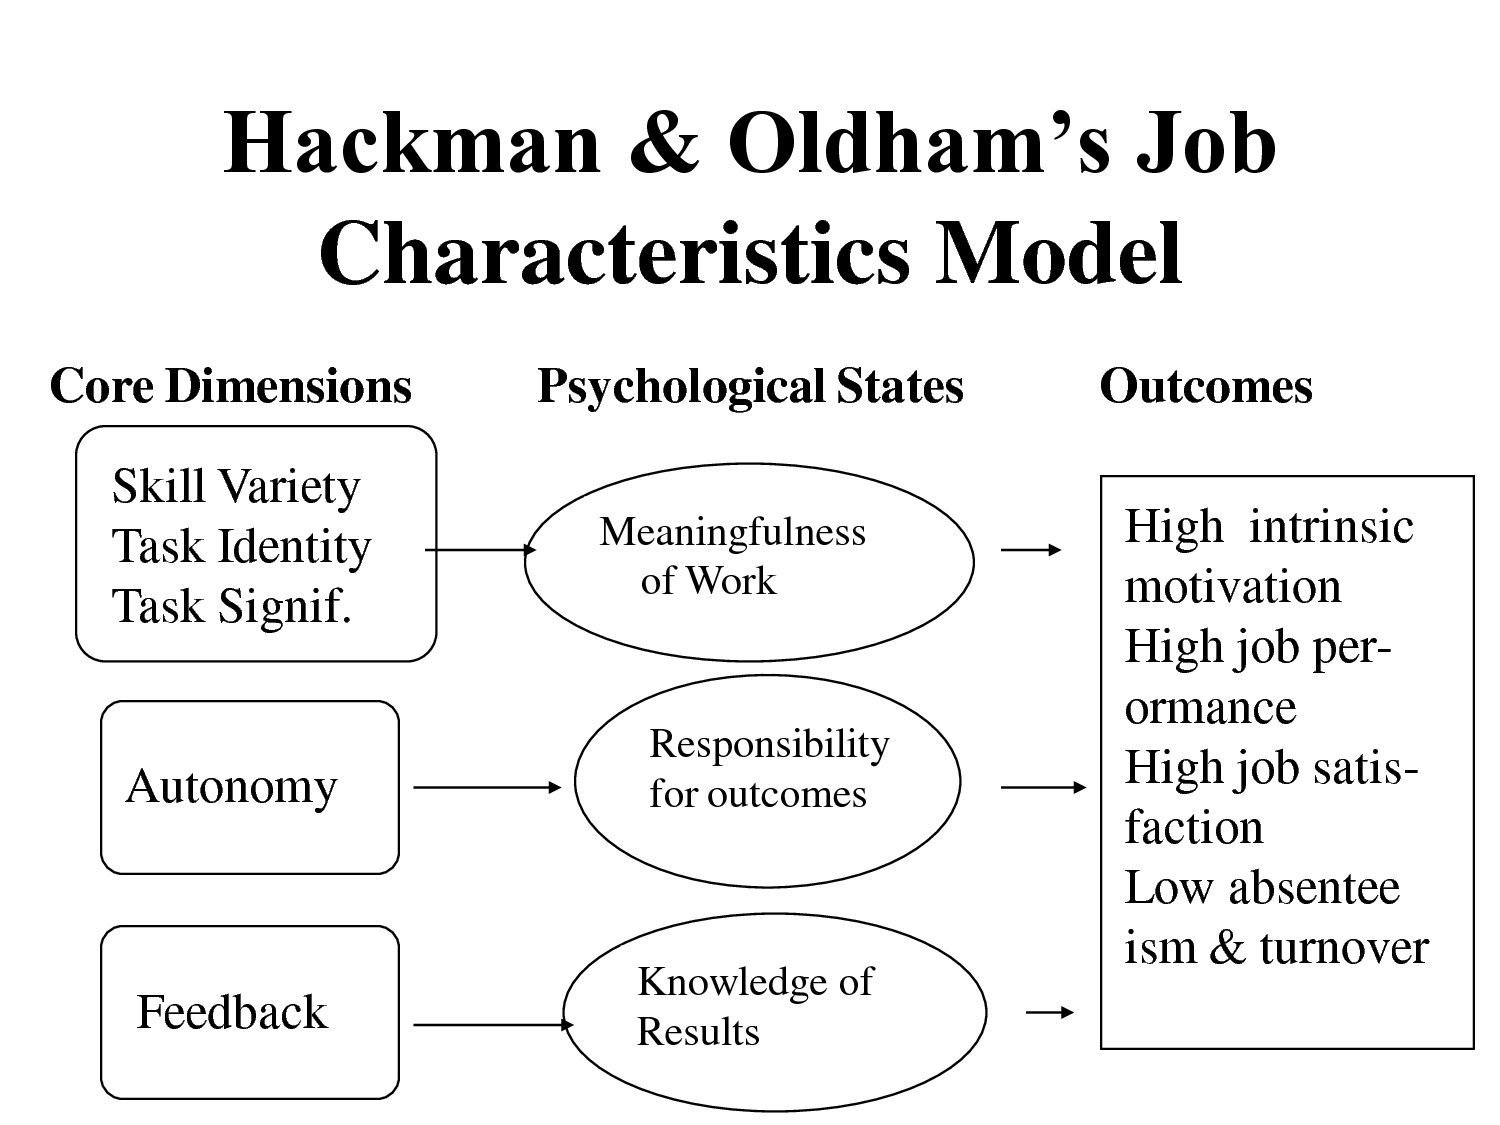 Hackman & Oldham’s Job
Characteristics Model
Core Dimensions
Psychological States
Outcomes
Skill Variety
Task Identity
Task Signif.
Meaningfulness
of Work
High intrinsic
motivation
High job per-
ormance
High job satis-
faction
Low absentee
ism & turnover
Autonomy
Responsibility
for outcomes
Feedback
Knowledge of
Results